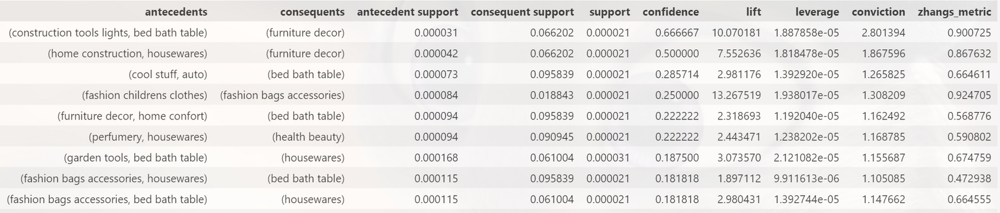 antecedents consequents antecedent support consequent support support confidence lift leverage conviction zhangs_metric
(construction tools lights, bed bath table) (furniture decor) 0.000031 0.066202 0.000021 0.666667 10.070181 1.887858e-05 2.801394 0.900725
(home construction, housewares) (furniture decor) 0.000042 0.066202 0.000021 0.500000 7.552636 1.818478e-05 1.867596 0.867632
(cool stuff, auto) (bed bath table) 0.000073 0.095839 0.000021 0.285714 2.981176 1.392920e-05 1.265825 0.664611
(fashion childrens clothes) (fashion bags accessories) 0.000084 0.018843 0.000021 0.250000 13.267519 1.938017e-05 1.308209 0.924705
(furniture decor, home confort) (bed bath table) 0.000094 0.095839 0.000021 0.222222 2.318693 1.192040e-05 1.162492 0.568776
(perfumery, housewares) (health beauty) 0.000094 0.090945 0.000021 0.222222 2.443471 1.238202e-05 1.168785 0.590802
(garden tools, bed bath table) (housewares) 0.000168 0.061004 0.000031 0.187500 3.073570 2.121082e-05 1.155687 0.674759
(fashion bags accessories, housewares) (bed bath table) 0.000115 0.095839 0.000021 0.181818 1.897112 9.911613e-06 1.105085 0.472938
(fashion bags accessories, bed bath table) (housewares) 0.000115 0.061004 0.000021 0.181818 2.980431 1.392744e-05 1.147662 0.664555